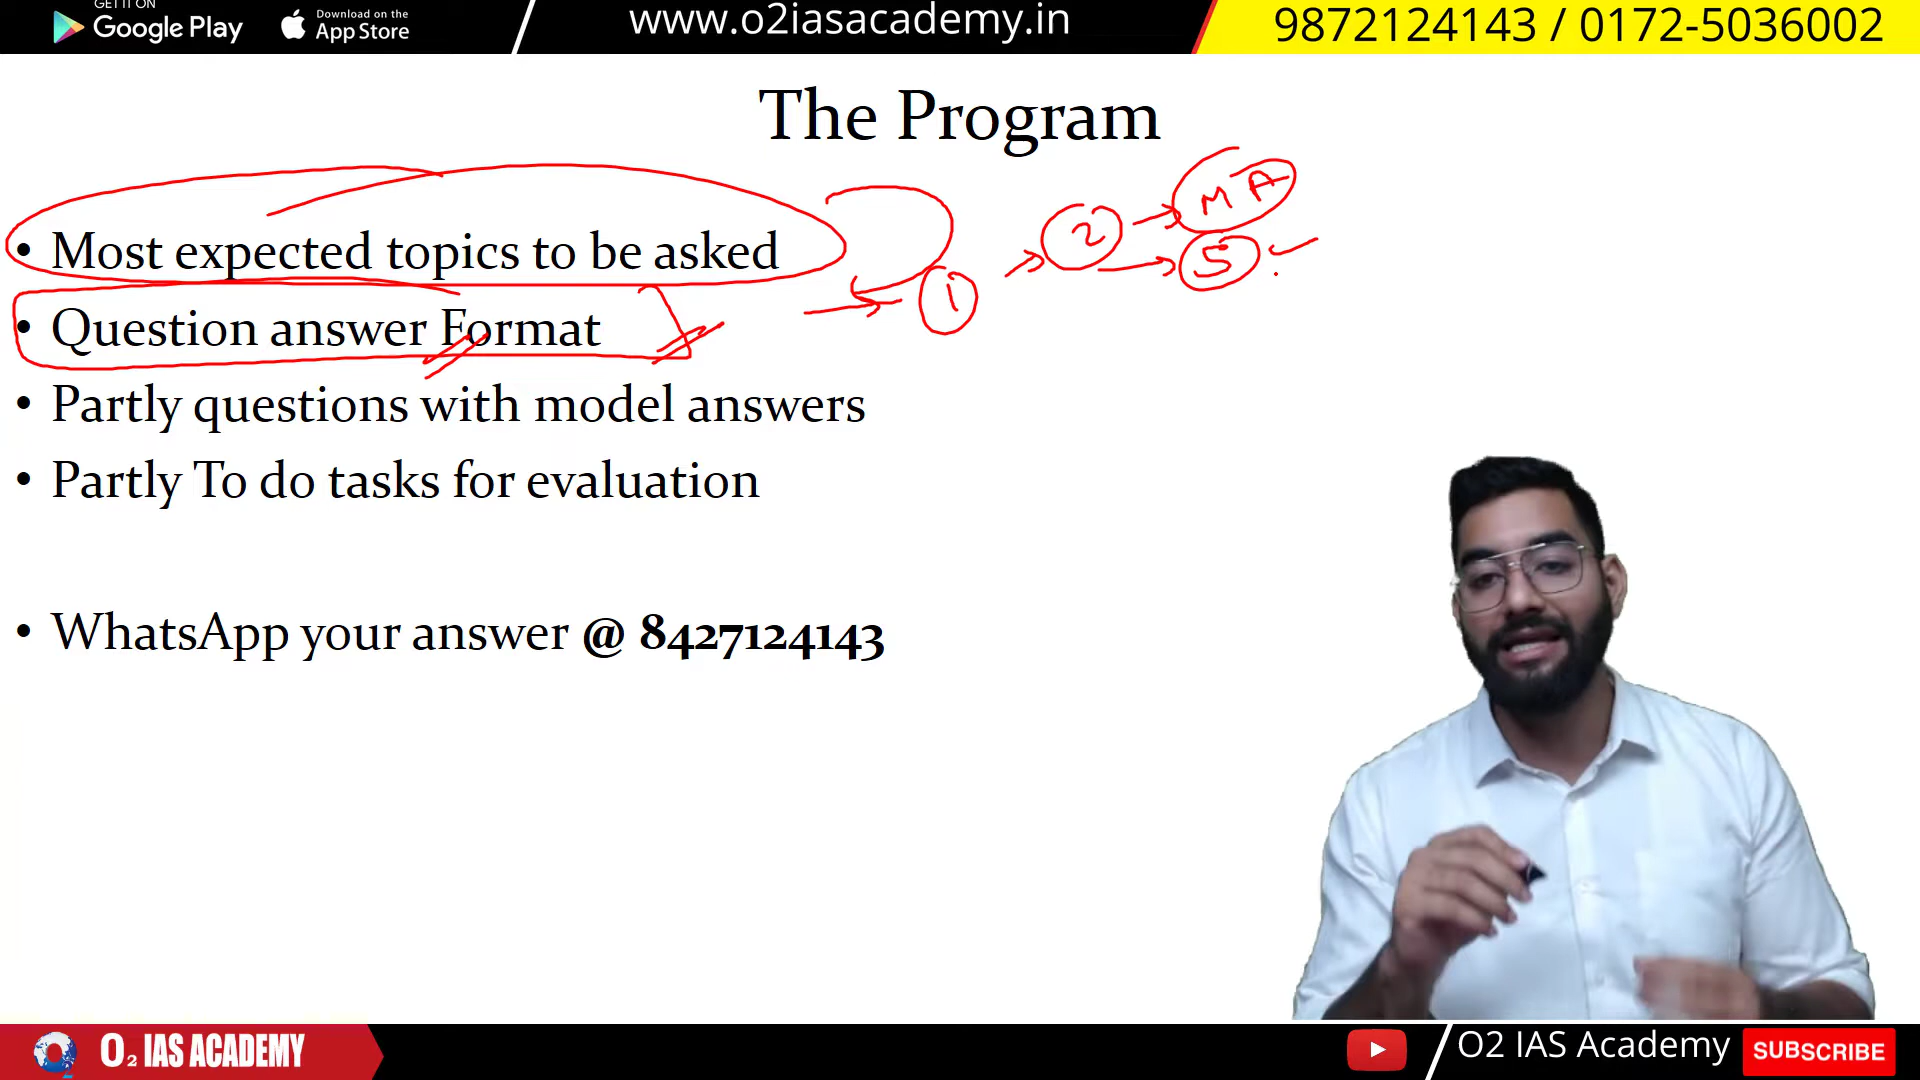 GET IT ON
Google Play
Download on the
App Store
www.o2iasacademy.in
9872124143 / 0172-5036002
The Program
• Most expected topics to be asked
1
2
MA
5
• Question answer Format
• Partly questions with model answers
• Partly To do tasks for evaluation
• WhatsApp your answer @ 8427124143
O2 IAS ACADEMY
O2 IAS Academy
SUBSCRIBE